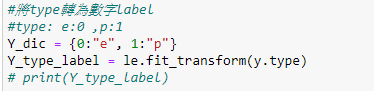 #將type轉為數字label
#type: e:0 ,p:1
Y_dic = {0:"e", 1:"p"}
Y_type_label = le.fit_transform(y.type)
# print(Y_type_label)